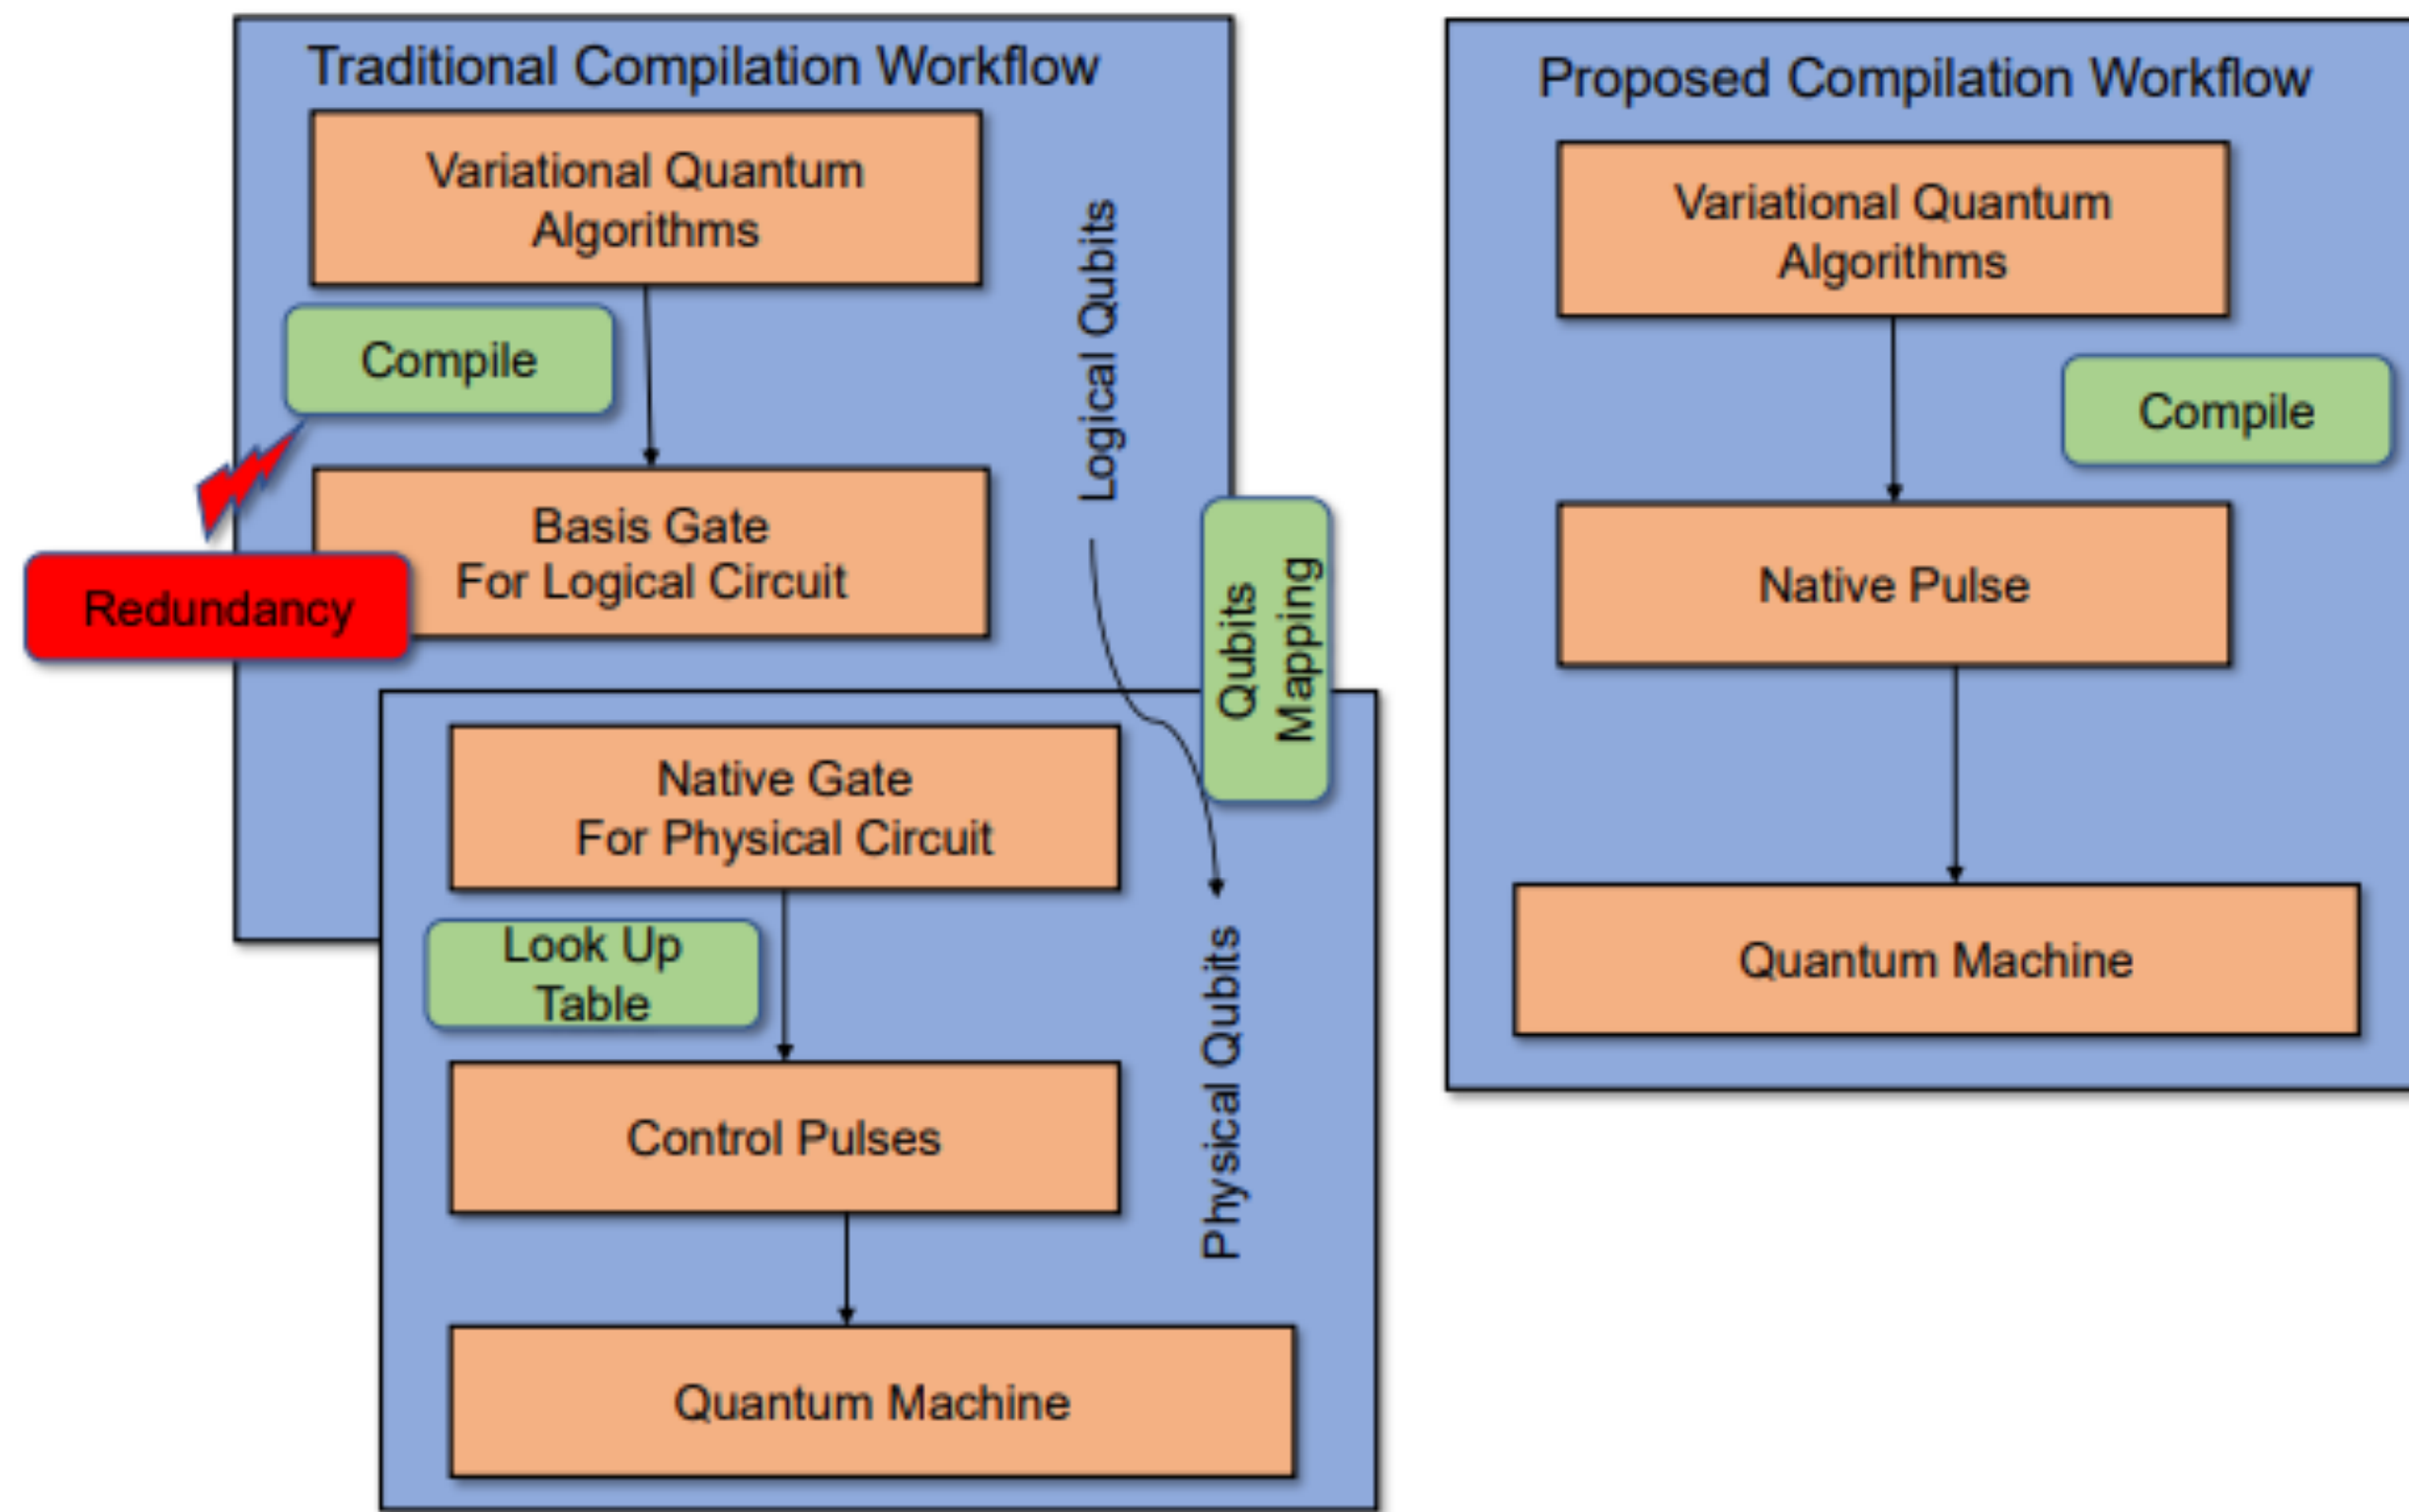 Traditional Compilation Workflow
Variational Quantum
Algorithms
Compile
Logical Qubits
Redundancy
Basis Gate
For Logical Circuit
Qubits
Mapping
Native Gate
For Physical Circuit
Look Up
Table
Physical Qubits
Control Pulses
Quantum Machine
Proposed Compilation Workflow
Variational Quantum
Algorithms
Compile
Native Pulse
Quantum Machine